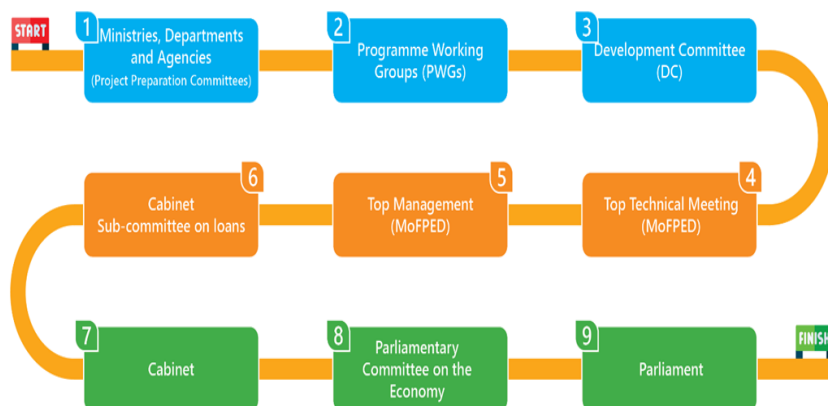 START
1
Ministries, Departments
and Agencies
(Project Preparation Committees)
2
Programme Working
Groups (PWGs)
3
Development Committee
(DC)
4
Top Technical Meeting
(MoFPED)
5
Top Management
(MoFPED)
6
Cabinet
Sub-committee on loans
7
Cabinet
8
Parliamentary
Committee on the
Economy
9
Parliament
FINISH